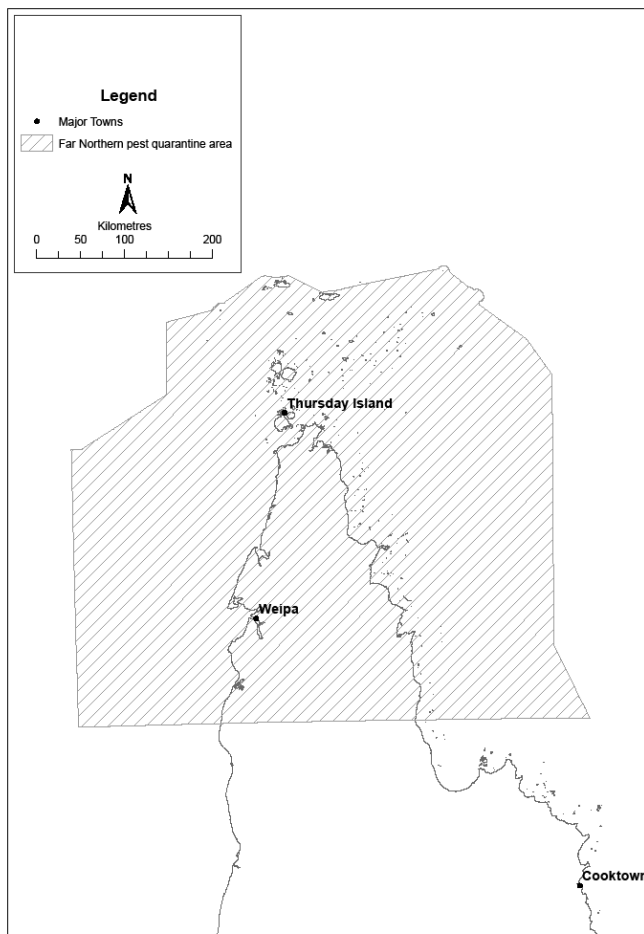 Legend
Major Towns
Far Northern pest quarantine area
N
Kilometres
0 50 100 200
Thursday Island
Weipa
Cooktown